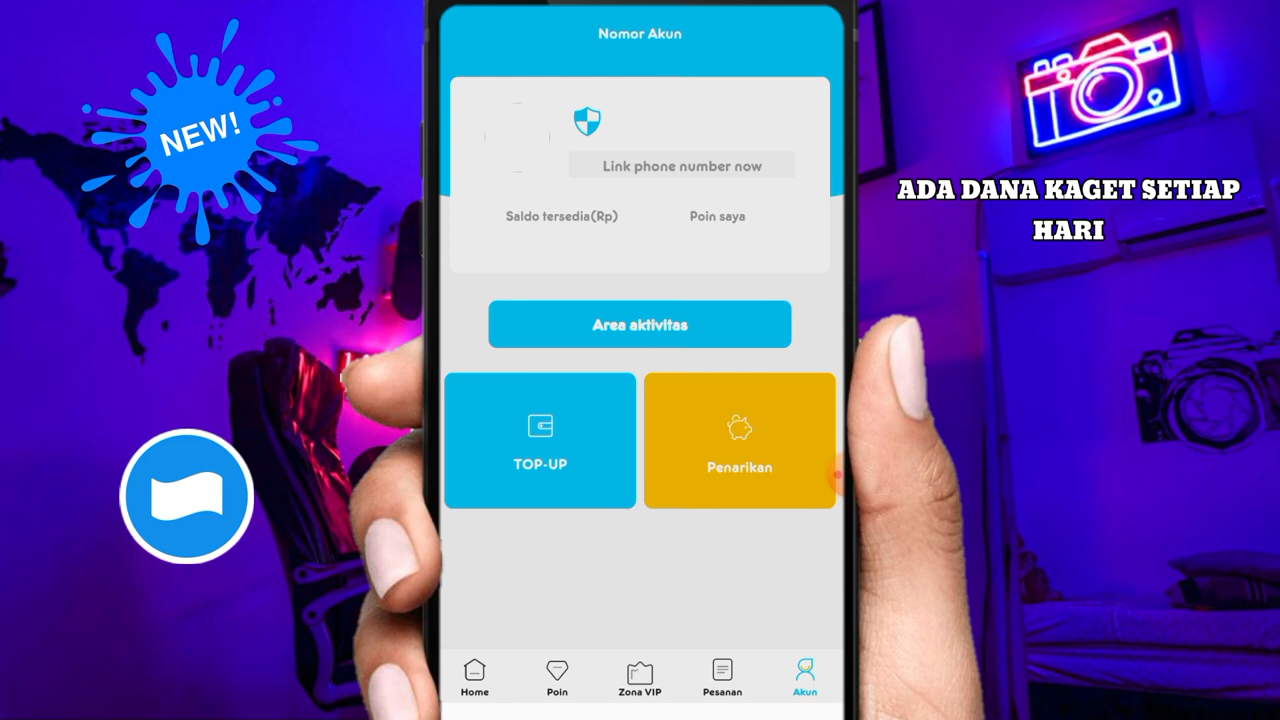 NEW!
Nomor Akun
Link phone number now
Saldo tersedia(Rp)
Poin saya
Area aktivitas
TOP-UP
Penarikan
Home
Poin
Zona VIP
Pesanan
Akun
ADA DANA KAGET SETIAP
HARI